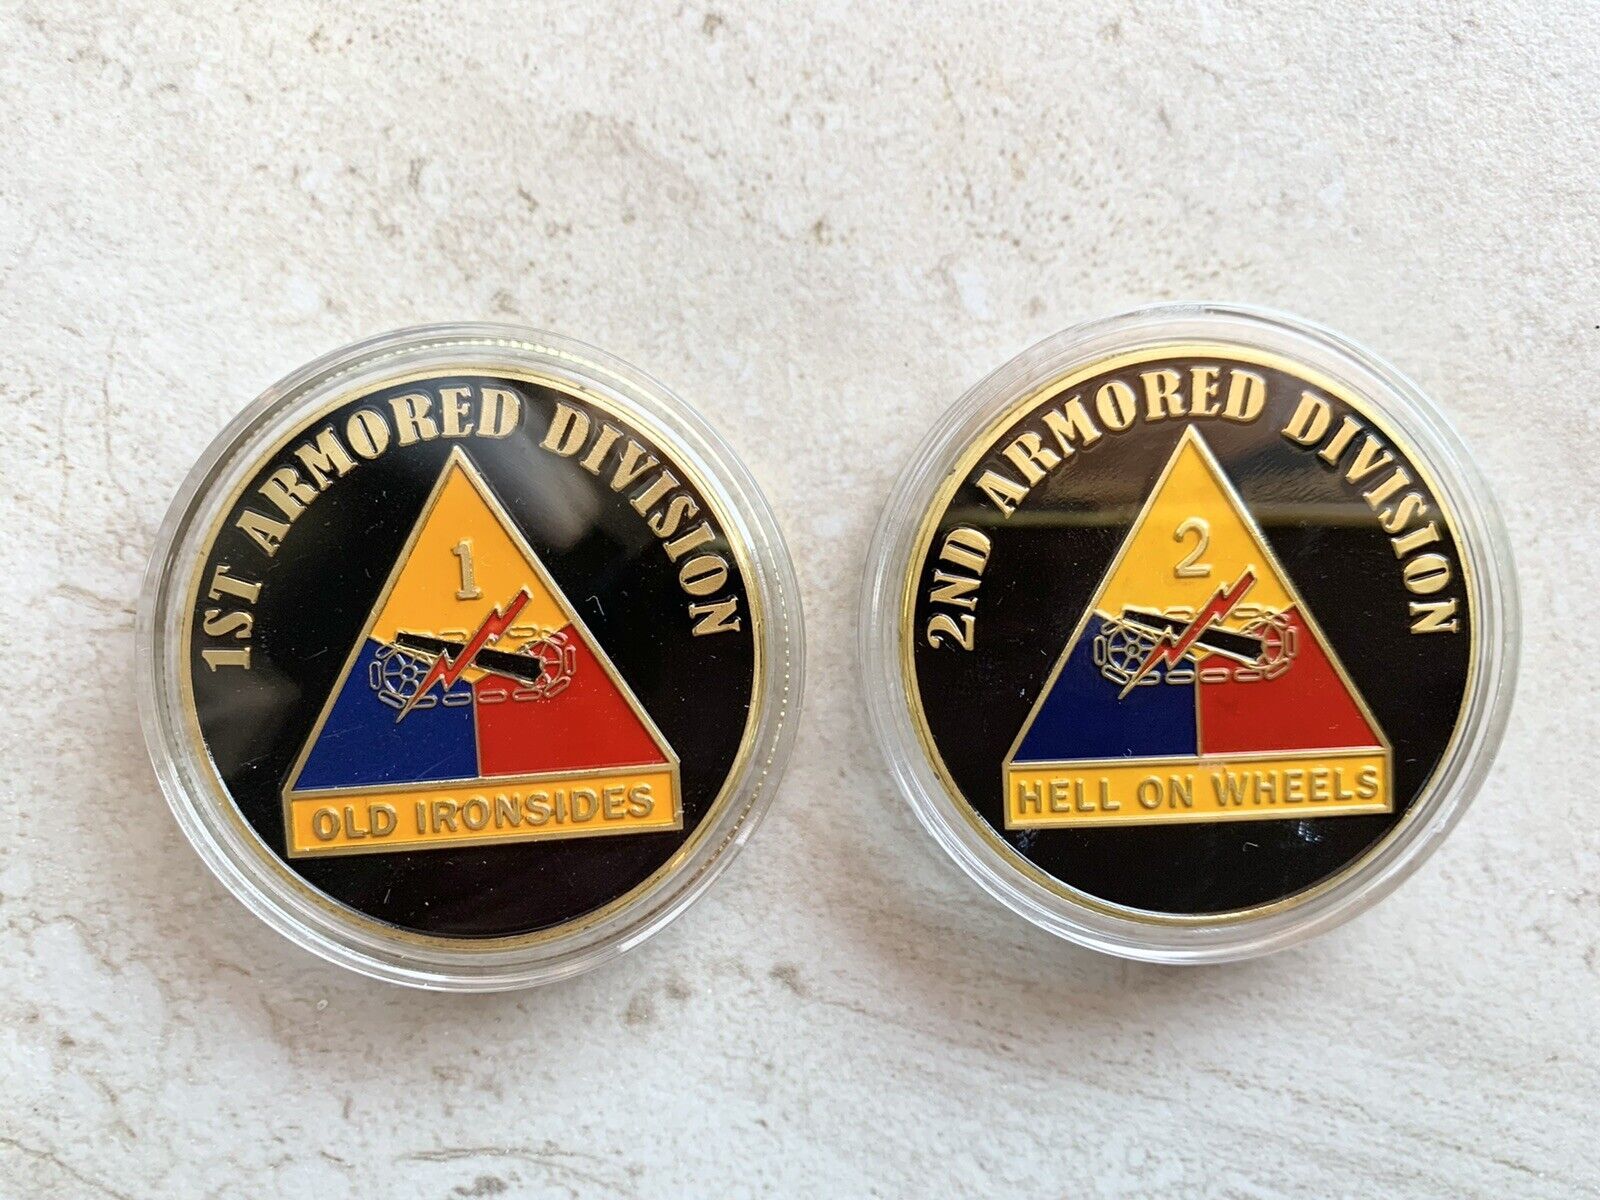 1ST ARMORED DIVISION
1
OLD IRONSIDES
2ND ARMORED DIVISION
2
HELL ON WHEELS